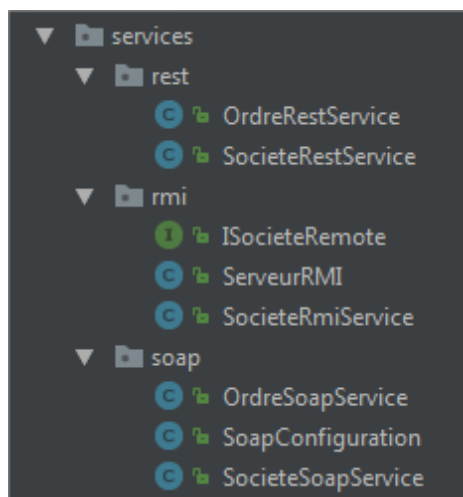 services
rest
C OrdreRestService
C SocieteRestService
rmi
I ISocieteRemote
C ServeurRMI
C SocieteRmiService
soap
C OrdreSoapService
C SoapConfiguration
C SocieteSoapService